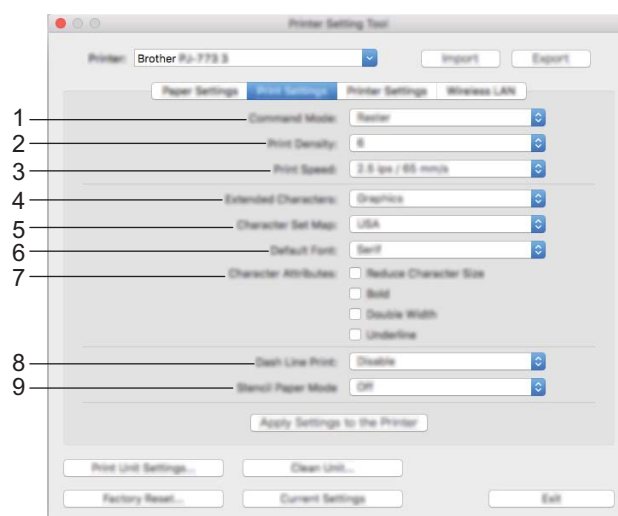 Printer Setting Tool
Printer: Brother PJ-773 3
Import Export
Paper Settings Print Settings Printer Settings Wireless LAN
1 Command Mode: Raster
2 Print Density: 6
3 Print Speed: 2.5 ips / 65 mm/s
4 Extended Characters: Graphics
5 Character Set Map: USA
6 Default Font: Serif
7 Character Attributes: Reduce Character Size
Bold
Double Width
Underline
8 Dash Line Print: Disable
9 Stencil Paper Mode Off
Apply Settings to the Printer
Print Unit Settings... Clean Unit...
Factory Reset... Current Settings Exit